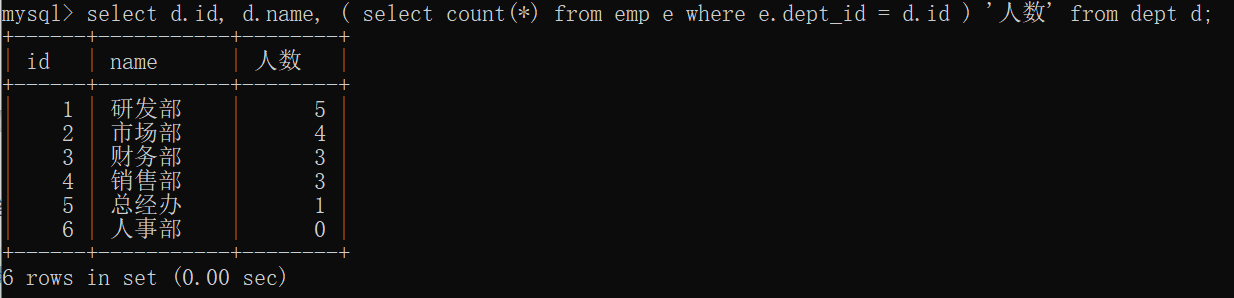 mysql> select d.id, d.name, ( select count(*) from emp e where e.dept_id = d.id ) '人数' from dept d;
+------+-----------+--------+
| id   | name      | 人数   |
+------+-----------+--------+
|    1 | 研发部    |      5 |
|    2 | 市场部    |      4 |
|    3 | 财务部    |      3 |
|    4 | 销售部    |      3 |
|    5 | 总经办    |      1 |
|    6 | 人事部    |      0 |
+------+-----------+--------+
6 rows in set (0.00 sec)